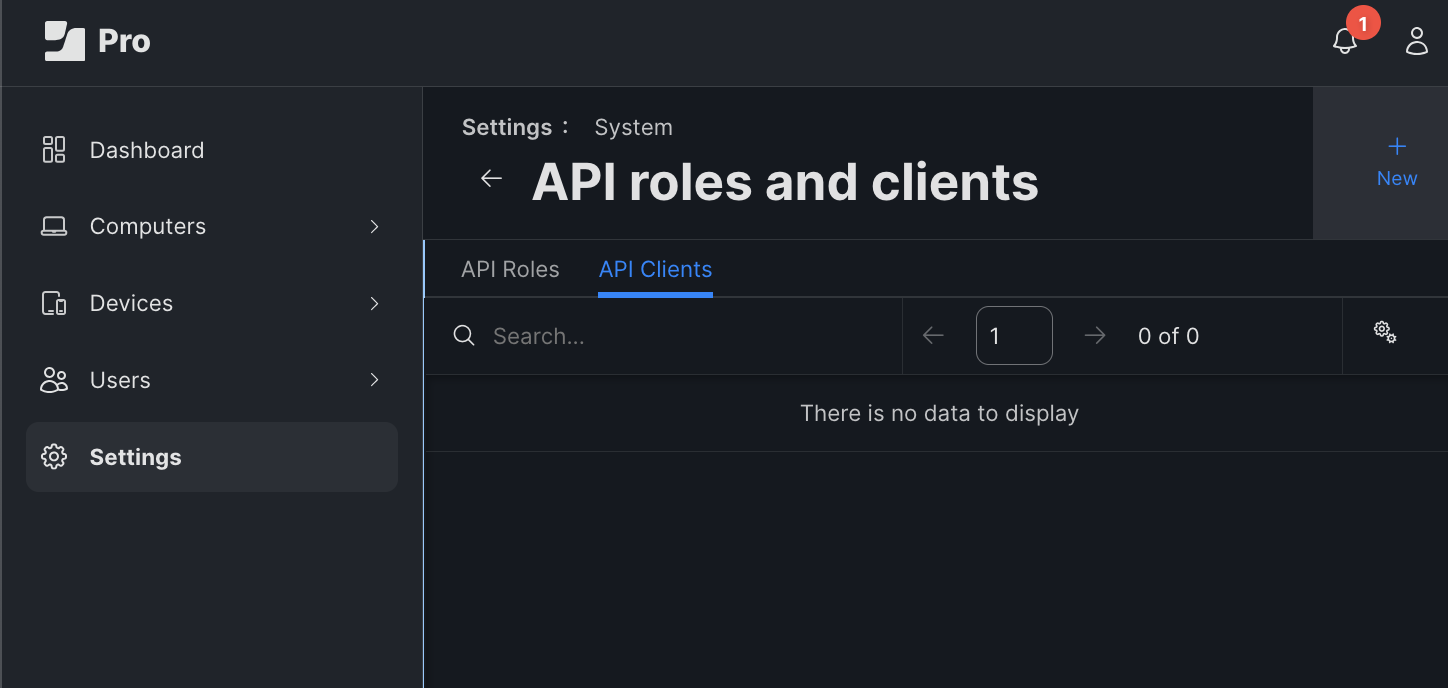 Pro
1
Dashboard
Computers
Devices
Users
Settings
Settings : System
API roles and clients
New
API Roles API Clients
Search...
1
0 of 0
There is no data to display